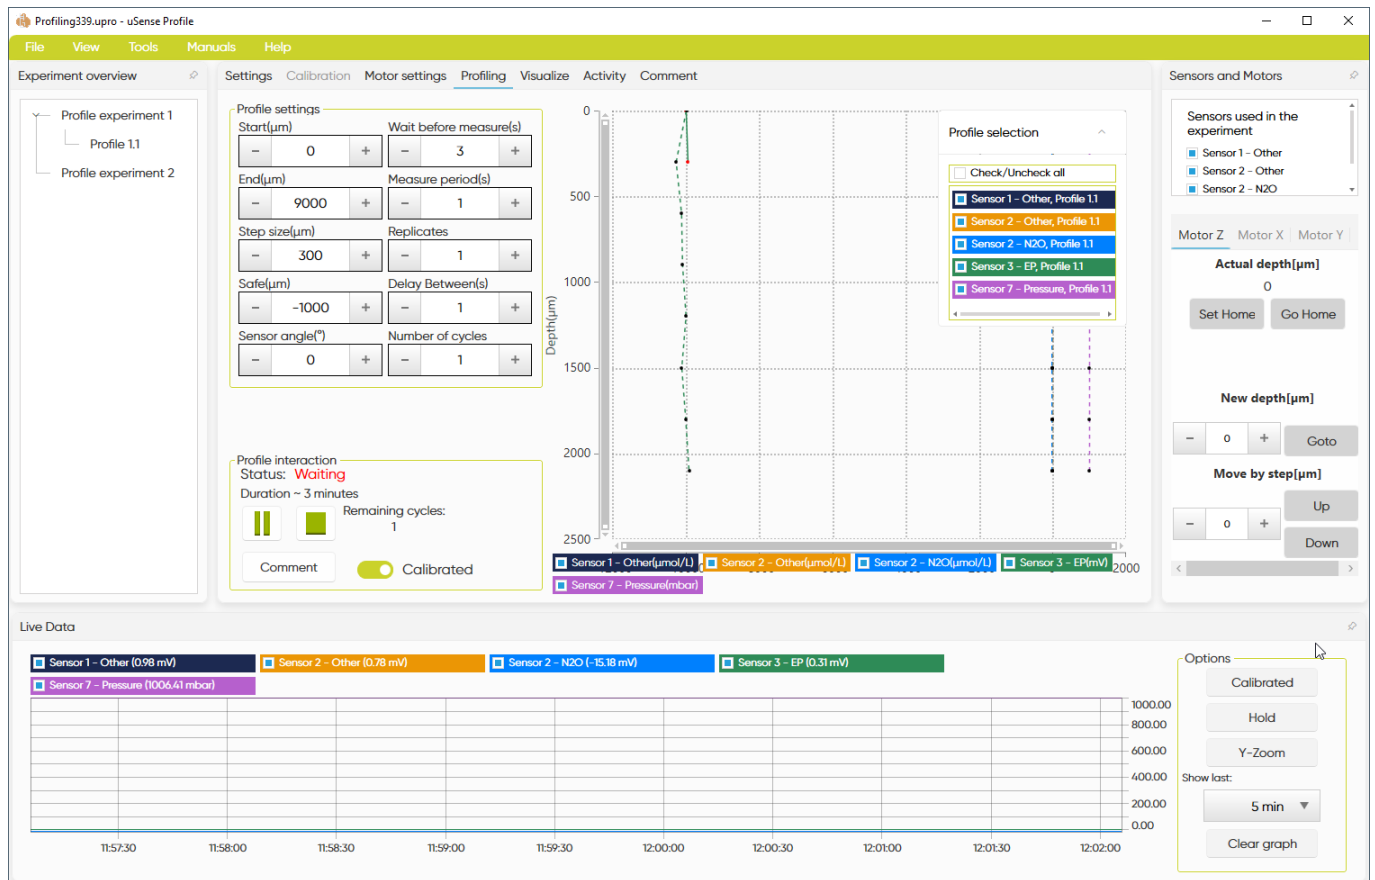 Profiling339.upro - uSense Profile
File View Tools Manuals Help
Experiment overview
Profile experiment 1
Profile 1.1
Profile experiment 2
Settings Calibration Motor settings Profiling Visualize Activity Comment
Profile settings
Start(µm) Wait before measure(s)
- 0 + - 3 +
End(µm) Measure period(s)
- 9000 + - 1 +
Step size(µm) Replicates
- 300 + - 1 +
Safe(µm) Delay Between(s)
- -1000 + - 1 +
Sensor angle(°) Number of cycles
- 0 + - 1 +
Profile interaction
Status: Waiting
Duration ~ 3 minutes
Remaining cycles:
1
Comment Calibrated
0
500
1000
1500
2000
2500
Depth(µm)
2000
Profile selection
Check/Uncheck all
Sensor 1 - Other, Profile 1.1
Sensor 2 - Other, Profile 1.1
Sensor 2 - N2O, Profile 1.1
Sensor 3 - EP, Profile 1.1
Sensor 7 - Pressure, Profile 1.1
Sensor 1 - Other(µmol/L) Sensor 2 - Other(µmol/L) Sensor 2 - N2O(µmol/L) Sensor 3 - EP(mV)
Sensor 7 - Pressure(mbar)
Sensors and Motors
Sensors used in the
experiment
Sensor 1 - Other
Sensor 2 - Other
Sensor 2 - N2O
Motor Z Motor X Motor Y
Actual depth[µm]
0
Set Home Go Home
New depth[µm]
- 0 + Goto
Move by step[µm]
Up
- 0 +
Down
Live Data
Sensor 1 - Other (0.98 mV) Sensor 2 - Other (0.78 mV) Sensor 2 - N2O (-15.18 mV) Sensor 3 - EP (0.31 mV)
Sensor 7 - Pressure (1006.41 mbar)
1000.00
800.00
600.00
400.00
200.00
0.00
11:57:30 11:58:00 11:58:30 11:59:00 11:59:30 12:00:00 12:00:30 12:01:00 12:01:30 12:02:00
Options
Calibrated
Hold
Y-Zoom
Show last:
5 min
Clear graph